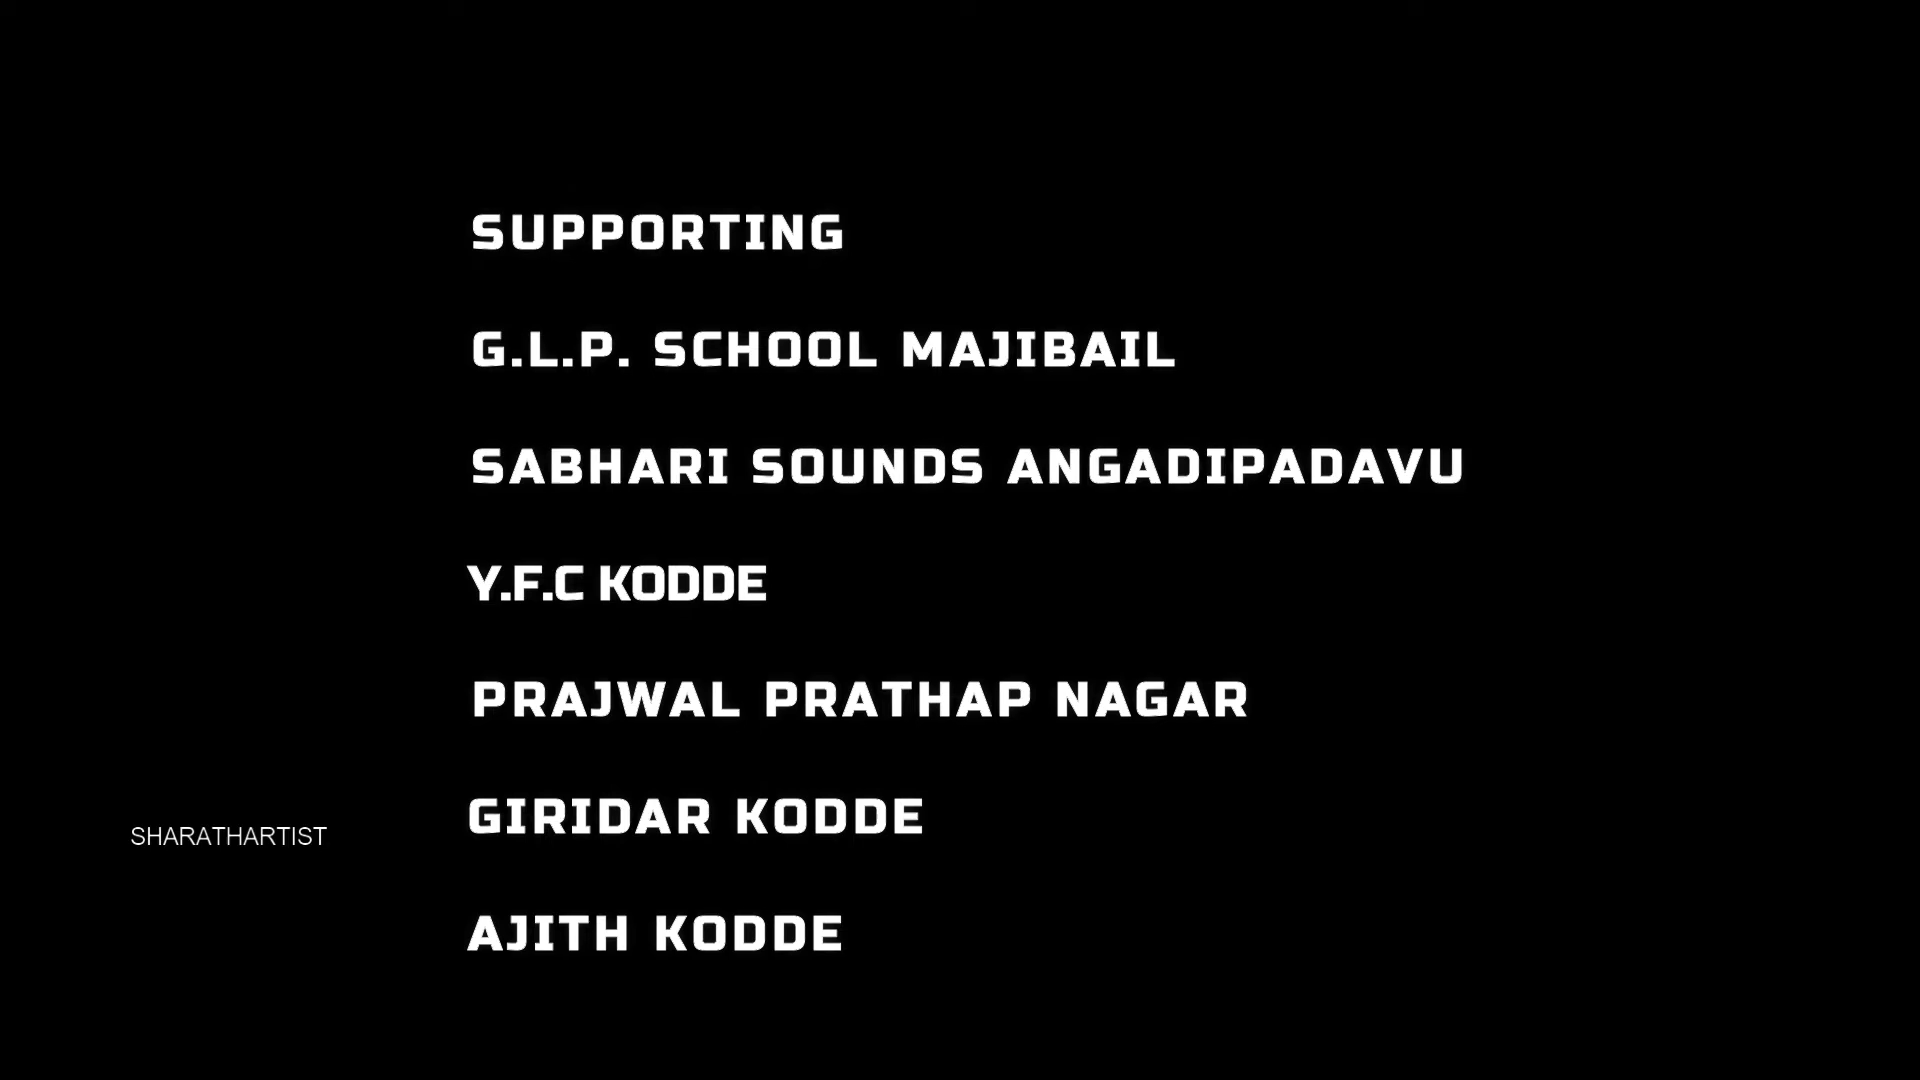 SUPPORTING
G.L.P. SCHOOL MAJIBAIL
SABHARI SOUNDS ANGADIPADAVU
Y.F.C KODDE
PRAJWAL PRATHAP NAGAR
GIRIDAR KODDE
SHARATHARTIST
AJITH KODDE